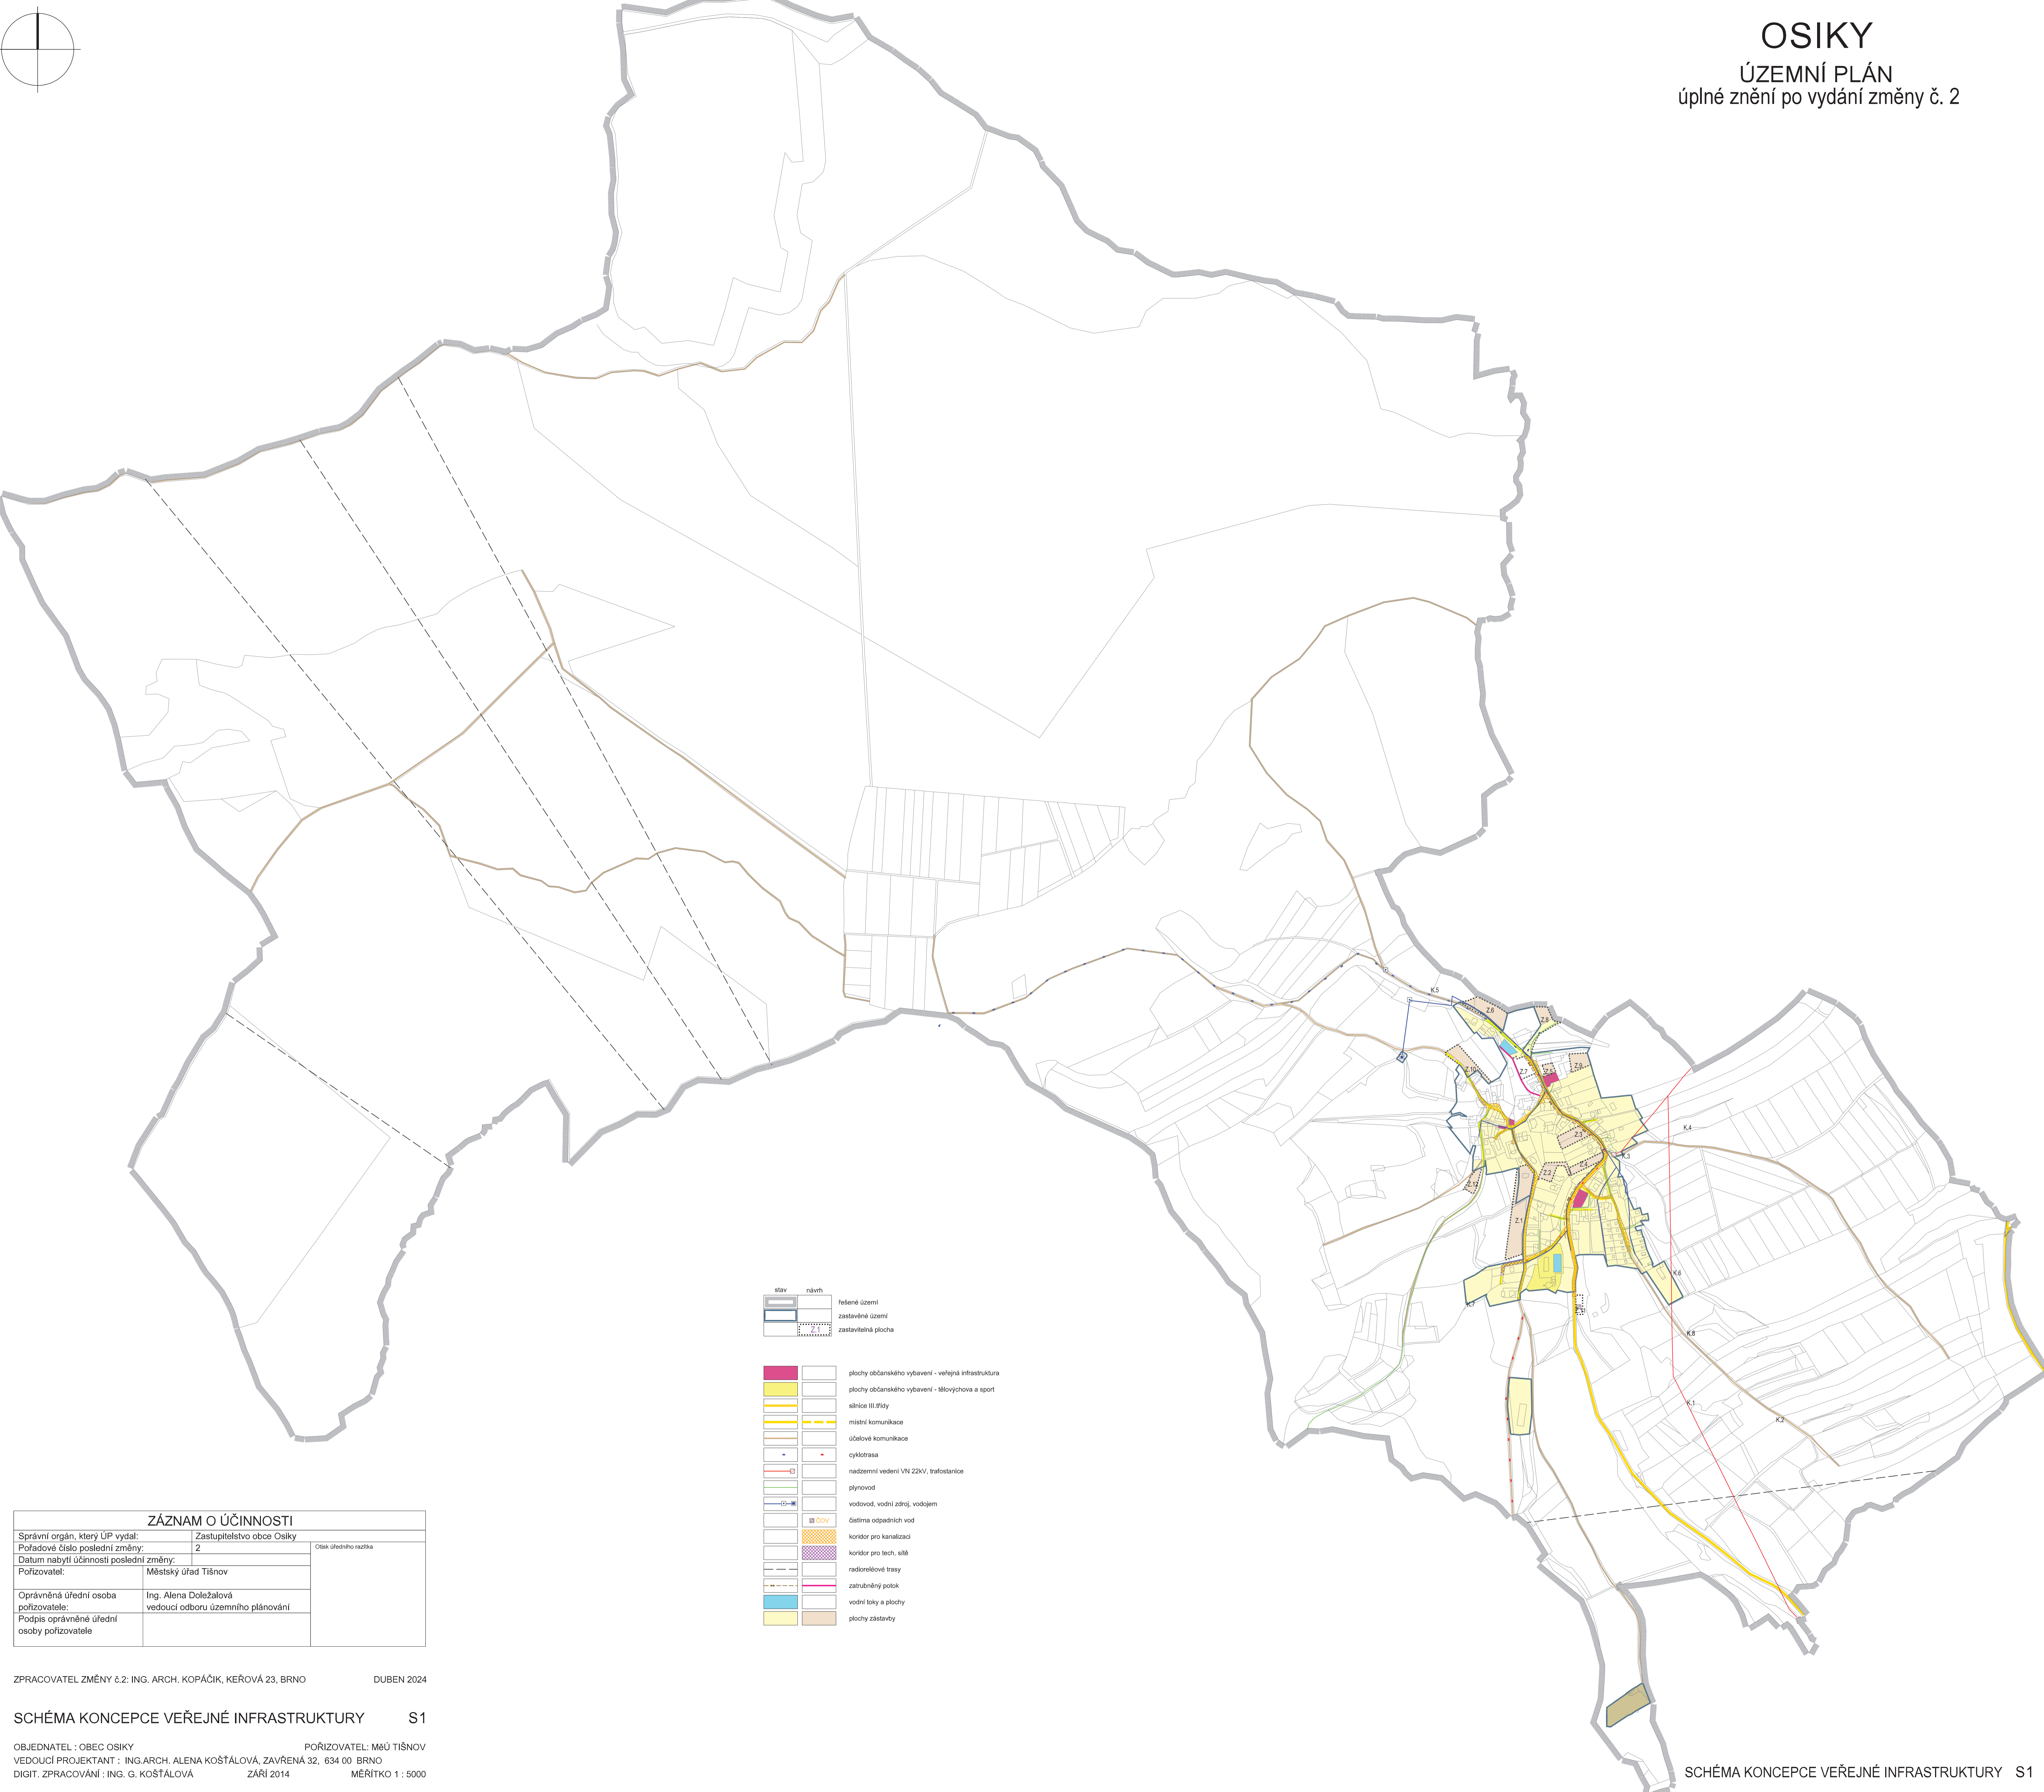 OSIKY
ÚZEMNÍ PLÁN
úplné znění po vydání změny č. 2
K.5
Z.6
Z.8
Z.10
Z.7
Z.5
Z.9
K.4
Z.3
K.3
Z.4
Z.2
Z.12
Z.1
K.6
K.7
K.8
K.1
K.2
stav návrh
řešené území
zastavěné území
Z.1 zastavitelná plocha
plochy občanského vybavení - veřejná infrastruktura
plochy občanského vybavení - tělovýchova a sport
silnice III.třídy
místní komunikace
účelové komunikace
cyklotrasa
nadzemní vedení VN 22kV, trafostanice
plynovod
vodovod, vodní zdroj, vodojem
ČOV čistírna odpadních vod
koridor pro kanalizaci
koridor pro tech. sítě
radioreléové trasy
zatrubněný potok
vodní toky a plochy
plochy zástavby
ZÁZNAM O ÚČINNOSTI
Správní orgán, který ÚP vydal: Zastupitelstvo obce Osiky
Pořadové číslo poslední změny: 2 Otisk úředního razítka
Datum nabytí účinnosti poslední změny:
Pořizovatel: Městský úřad Tišnov
Oprávněná úřední osoba Ing. Alena Doležalová
pořizovatele: vedoucí odboru územního plánování
Podpis oprávněné úřední
osoby pořizovatele
ZPRACOVATEL ZMĚNY č.2: ING. ARCH. KOPÁČIK, KEŘOVÁ 23, BRNO DUBEN 2024
SCHÉMA KONCEPCE VEŘEJNÉ INFRASTRUKTURY S1
OBJEDNATEL : OBEC OSIKY POŘIZOVATEL: MěÚ TIŠNOV
VEDOUCÍ PROJEKTANT : ING.ARCH. ALENA KOŠŤÁLOVÁ, ZAVŘENÁ 32, 634 00 BRNO
DIGIT. ZPRACOVÁNÍ : ING. G. KOŠŤÁLOVÁ ZÁŘÍ 2014 MĚŘÍTKO 1 : 5000
SCHÉMA KONCEPCE VEŘEJNÉ INFRASTRUKTURY S1